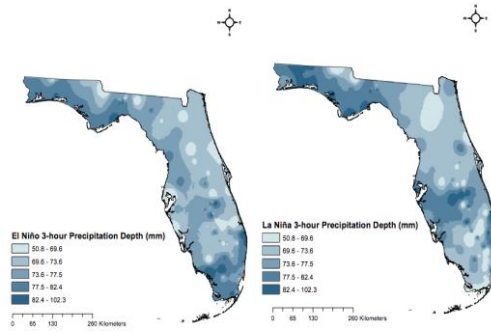 N
W
E
S
El Niño 3-hour Precipitation Depth (mm)
50.8 - 69.6
69.6 - 73.6
73.6 - 77.5
77.5 - 82.4
82.4 - 102.3
0 65 130 260 Kilometers
N
W
E
S
La Niña 3-hour Precipitation Depth (mm)
50.8 - 69.6
69.6 - 73.6
73.6 - 77.5
77.5 - 82.4
82.4 - 102.3
0 65 130 260 Kilometers